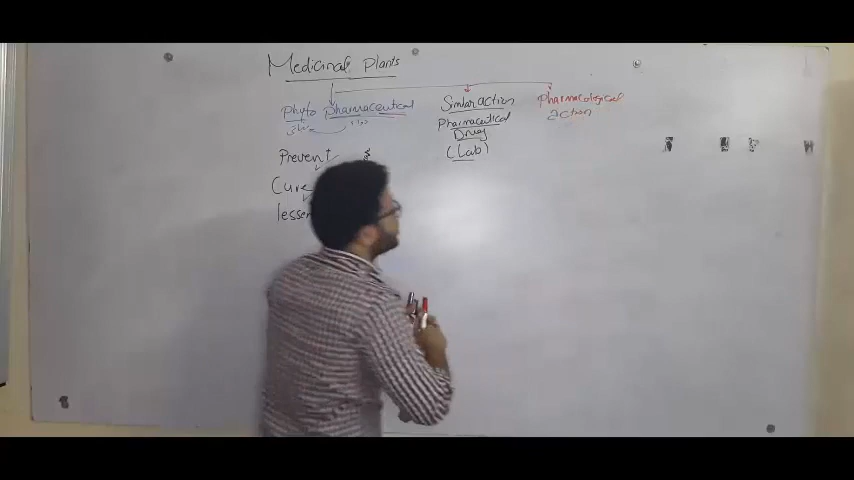 Medicinal Plants
Phyto pharmaceutical
Similar action
Pharmaceutical
Drug
(Lab)
pharmacological
action
Prevent
Cure
lessen